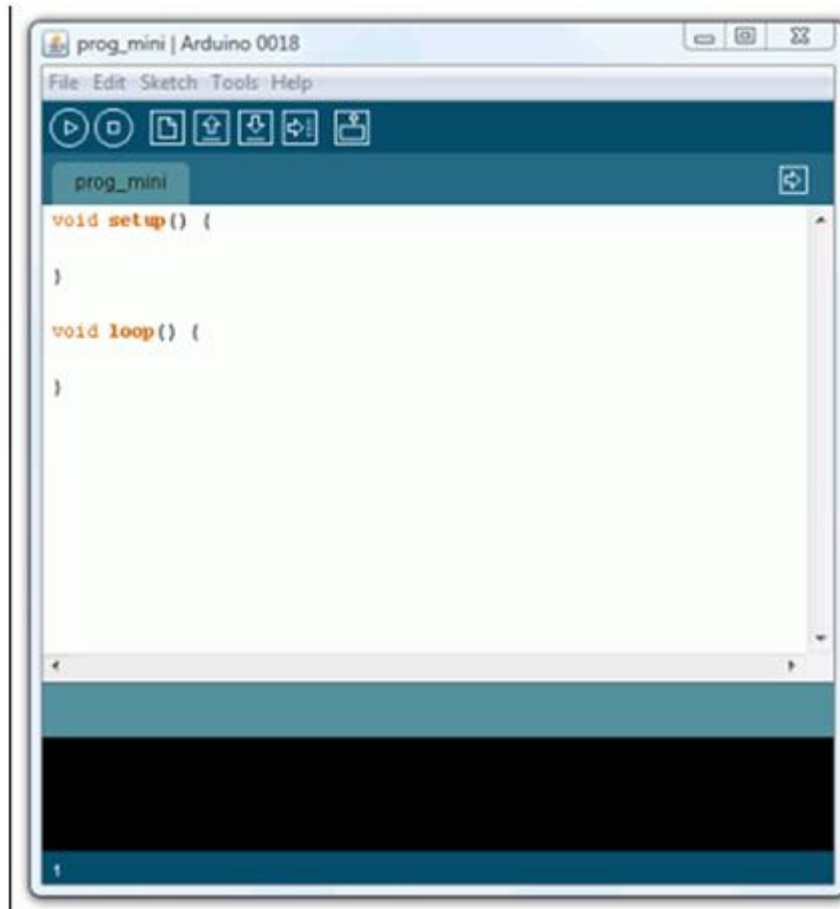 prog_mini | Arduino 0018
File Edit Sketch Tools Help
prog_mini
void setup() {
}
void loop() {
}
1